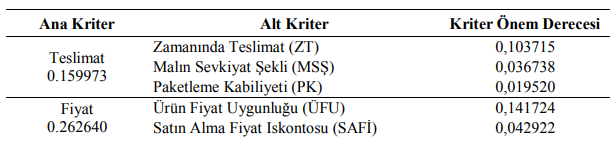 Ana Kriter Alt Kriter Kriter Önem Derecesi
Teslimat
0.159973
Zamanında Teslimat (ZT) 0,103715
Malın Sevkiyat Şekli (MSŞ) 0,036738
Paketleme Kabiliyeti (PK) 0,019520
Fiyat
0.262640
Ürün Fiyat Uygunluğu (ÜFU) 0,141724
Satın Alma Fiyat Iskontosu (SAFİ) 0,042922